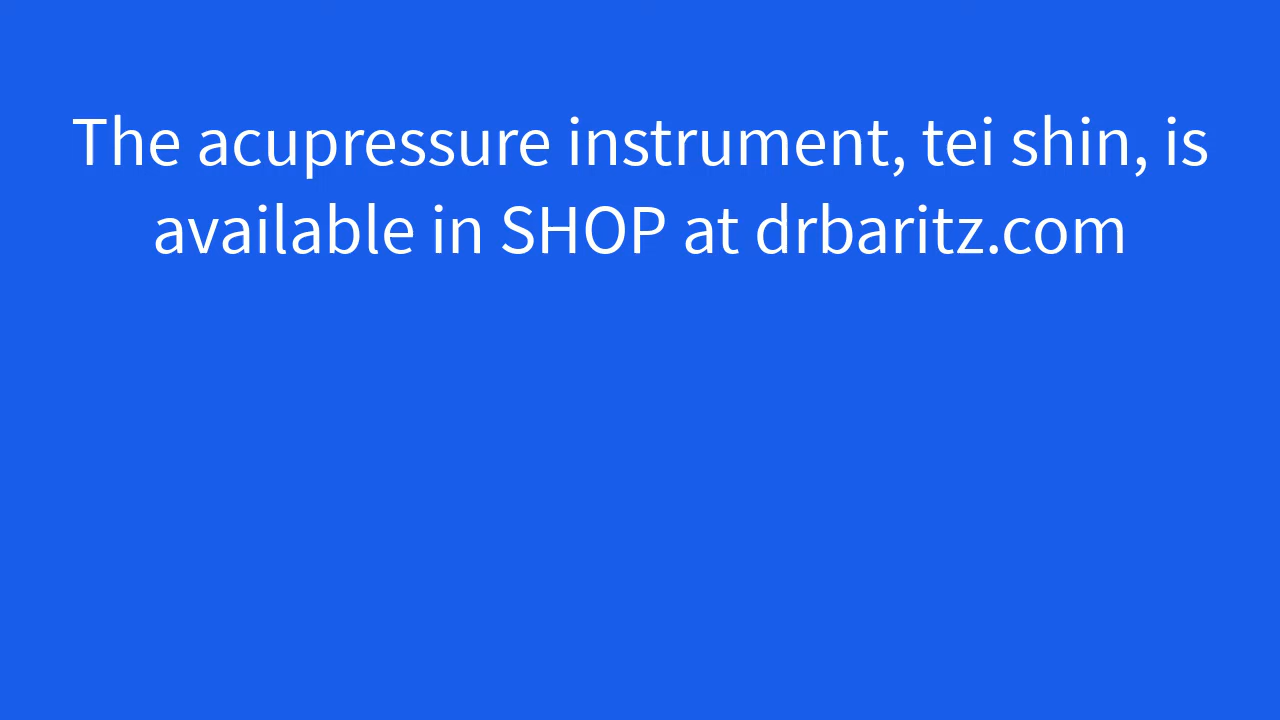 The acupressure instrument, tei shin, is
available in SHOP at drbaritz.com